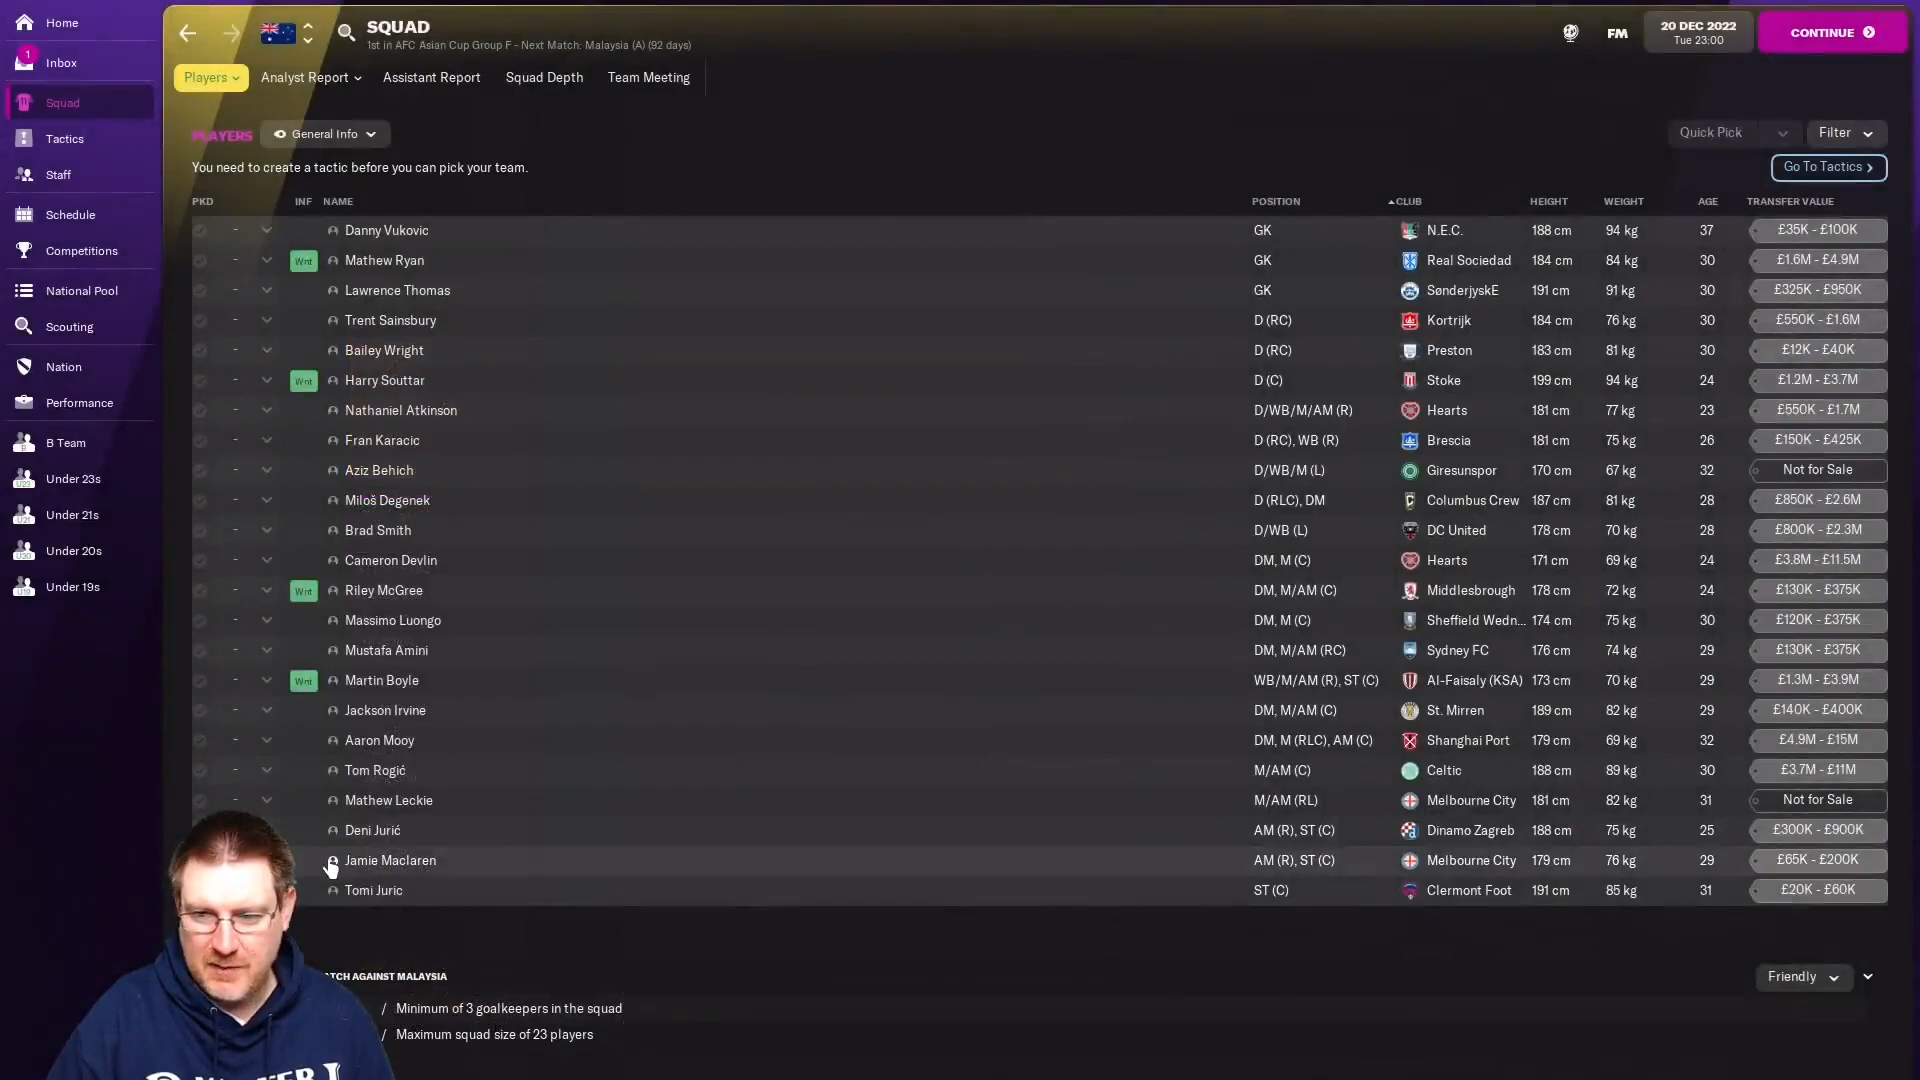 Home
1
Inbox
Squad
Tactics
Staff
Schedule
Competitions
National Pool
Scouting
Nation
Performance
B Team
Under 23s
Under 21s
Under 20s
Under 19s
SQUAD
1st in AFC Asian Cup Group F - Next Match: Malaysia (A) (92 days)
FM
20 DEC 2022
Tue 23:00
CONTINUE
Players Analyst Report Assistant Report Squad Depth Team Meeting
PLAYERS General Info Quick Pick Filter
You need to create a tactic before you can pick your team. Go To Tactics >
PKD INF NAME POSITION CLUB HEIGHT WEIGHT AGE TRANSFER VALUE
- Danny Vukovic GK N.E.C. 188 cm 94 kg 37 £35K - £100K
- Wnt Mathew Ryan GK Real Sociedad 184 cm 84 kg 30 £1.6M - £4.9M
- Lawrence Thomas GK SønderjyskE 191 cm 91 kg 30 £325K - £950K
- Trent Sainsbury D (RC) Kortrijk 184 cm 76 kg 30 £550K - £1.6M
- Bailey Wright D (RC) Preston 183 cm 81 kg 30 £12K - £40K
- Wnt Harry Souttar D (C) Stoke 199 cm 94 kg 24 £1.2M - £3.7M
- Nathaniel Atkinson D/WB/M/AM (R) Hearts 181 cm 77 kg 23 £550K - £1.7M
- Fran Karacic D (RC), WB (R) Brescia 181 cm 75 kg 26 £150K - £425K
- Aziz Behich D/WB/M (L) Giresunspor 170 cm 67 kg 32 Not for Sale
- Miloš Degenek D (RLC), DM Columbus Crew 187 cm 81 kg 28 £850K - £2.6M
- Brad Smith D/WB (L) DC United 178 cm 70 kg 28 £800K - £2.3M
- Cameron Devlin DM, M (C) Hearts 171 cm 69 kg 24 £3.8M - £11.5M
- Wnt Riley McGree DM, M/AM (C) Middlesbrough 178 cm 72 kg 24 £130K - £375K
- Massimo Luongo DM, M (C) Sheffield Wedn... 174 cm 75 kg 30 £120K - £375K
- Mustafa Amini DM, M/AM (RC) Sydney FC 176 cm 74 kg 29 £130K - £375K
- Wnt Martin Boyle WB/M/AM (R), ST (C) Al-Faisaly (KSA) 173 cm 70 kg 29 £1.3M - £3.9M
- Jackson Irvine DM, M/AM (C) St. Mirren 189 cm 82 kg 29 £140K - £400K
- Aaron Mooy DM, M (RLC), AM (C) Shanghai Port 179 cm 69 kg 32 £4.9M - £15M
- Tom Rogić M/AM (C) Celtic 188 cm 89 kg 30 £3.7M - £11M
- Mathew Leckie M/AM (RL) Melbourne City 181 cm 82 kg 31 Not for Sale
Deni Jurić AM (R), ST (C) Dinamo Zagreb 188 cm 75 kg 25 £300K - £900K
Jamie Maclaren AM (R), ST (C) Melbourne City 179 cm 76 kg 29 £65K - £200K
Tomi Juric ST (C) Clermont Foot 191 cm 85 kg 31 £20K - £60K
TCH AGAINST MALAYSIA Friendly
/ Minimum of 3 goalkeepers in the squad
/ Maximum squad size of 23 players